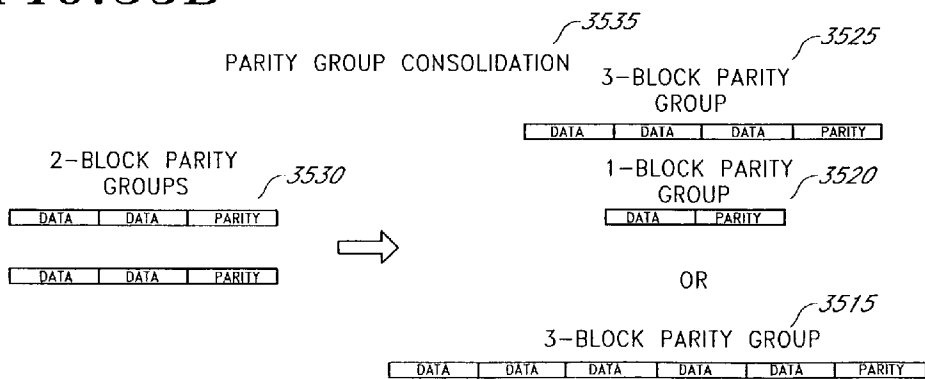 3535
PARITY GROUP CONSOLIDATION
3525
3-BLOCK PARITY
GROUP
DATA DATA DATA PARITY
2-BLOCK PARITY
GROUPS
3530
DATA DATA PARITY
DATA DATA PARITY
1-BLOCK PARITY
GROUP
3520
DATA PARITY
OR
3515
3-BLOCK PARITY GROUP
DATA DATA DATA DATA DATA PARITY